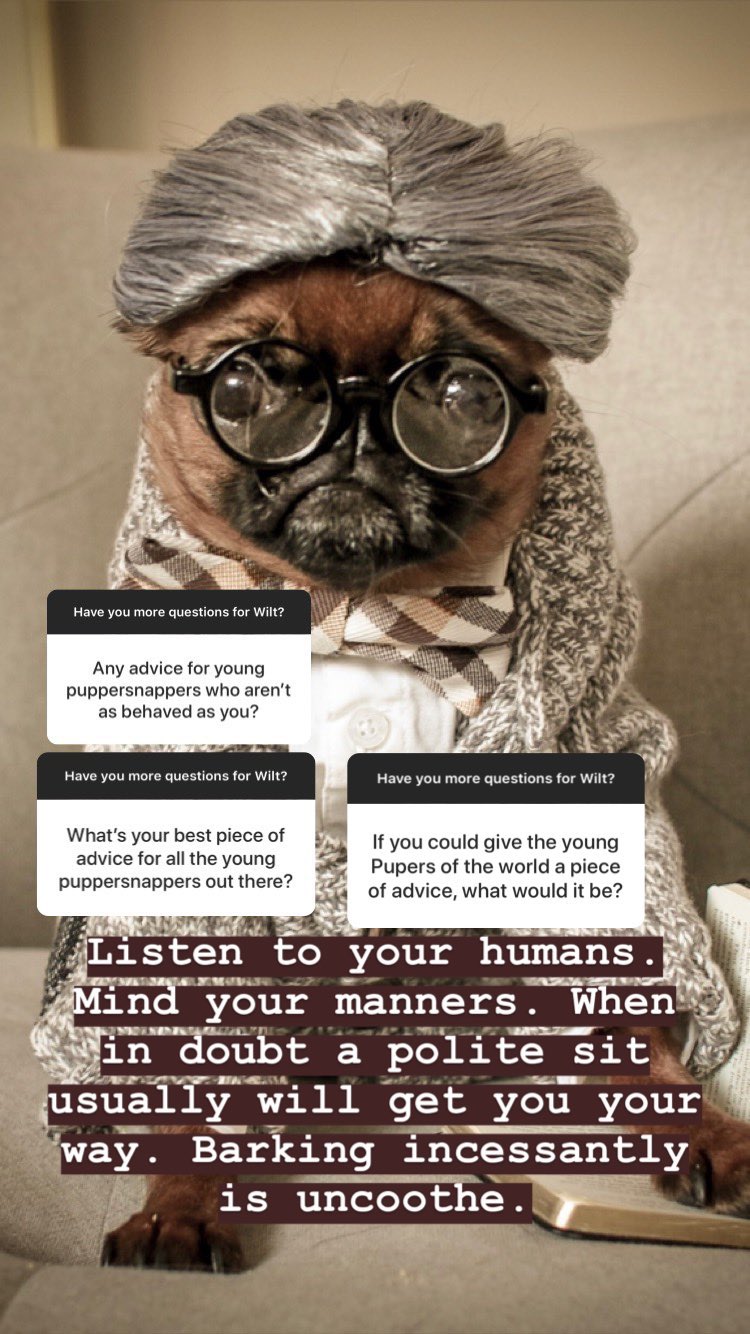 Have you more questions for Wilt?
Any advice for young
puppersnappers who aren't
as behaved as you?
Have you more questions for Wilt?
What's your best piece of
advice for all the young
puppersnappers out there?
Have you more questions for Wilt?
If you could give the young
Pupers of the world a piece
of advice, what would it be?
Listen to your humans.
Mind your manners. When
in doubt a polite sit
usually will get you your
way. Barking incessantly
is uncoothe.